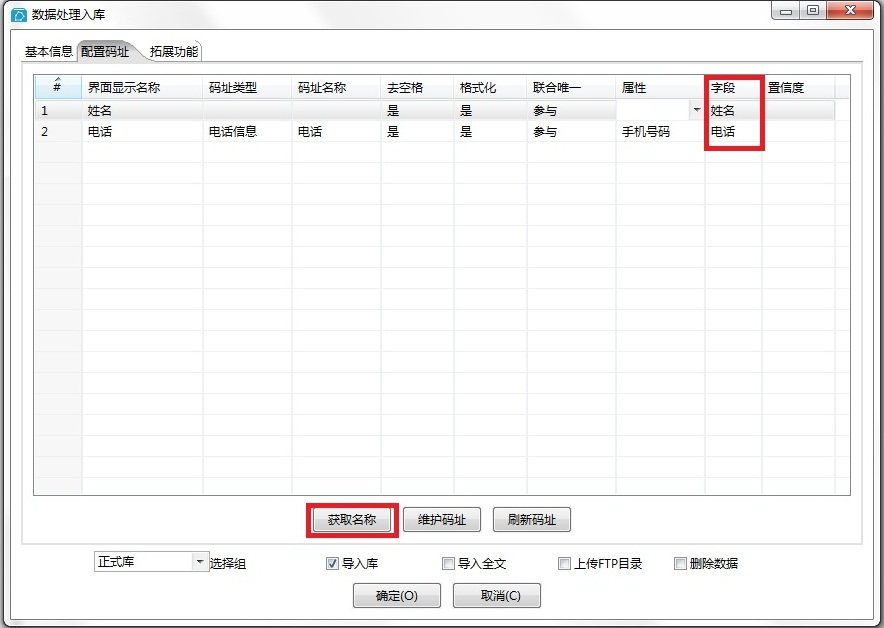 数据处理入库
基本信息 配置码址 拓展功能
# 界面显示名称 码址类型 码址名称 去空格 格式化 联合唯一 属性 字段 置信度
1 姓名 是 是 参与 姓名
2 电话 电话信息 电话 是 是 参与 手机号码 电话
获取名称 维护码址 刷新码址
正式库 选择组 导入库 导入全文 上传FTP目录 删除数据
确定(O) 取消(C)